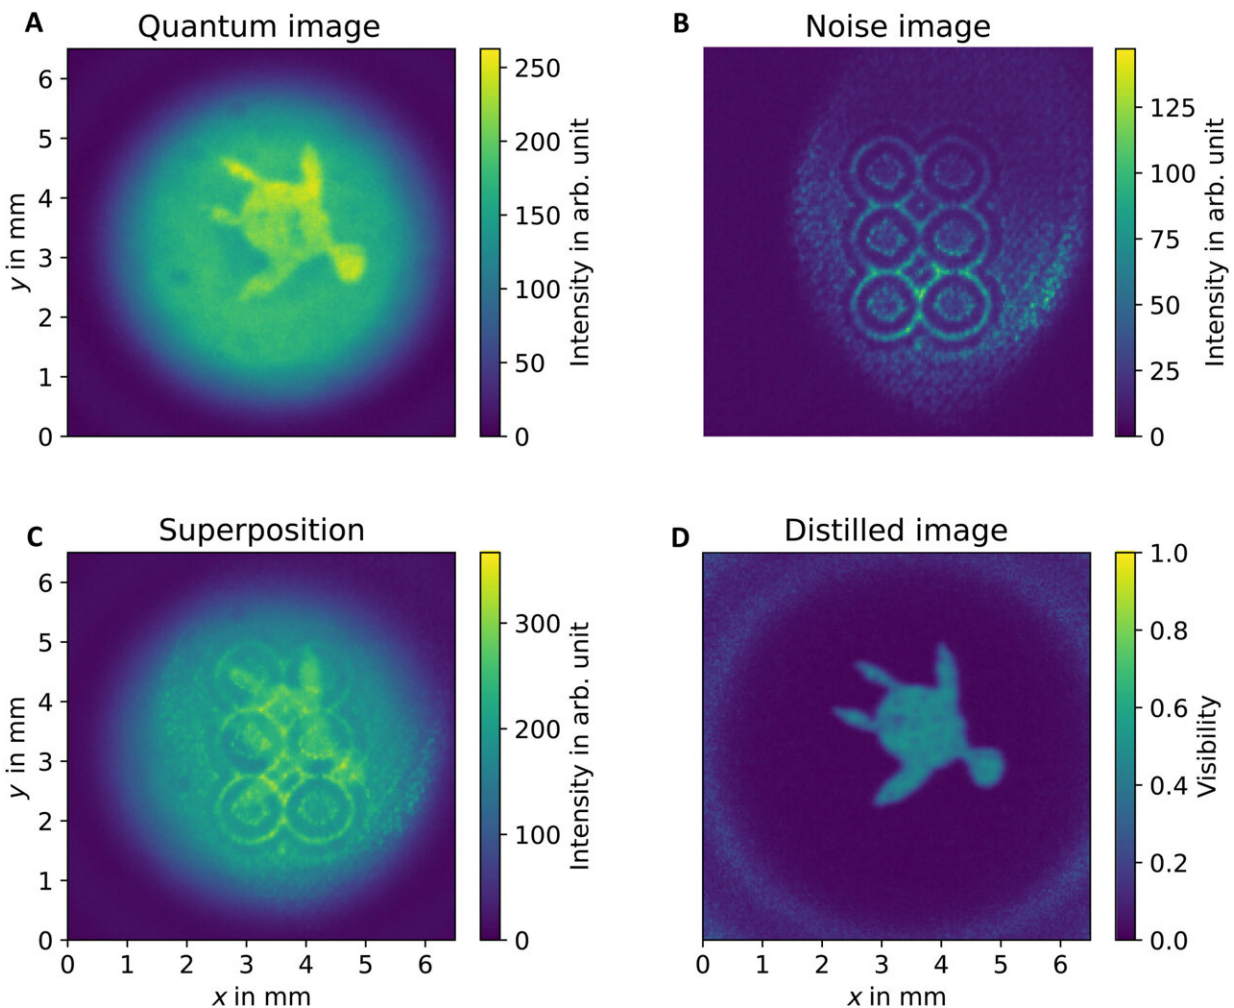 A
Quantum image
6
5
4
3
2
1
0
y in mm
250
200
150
100
50
0
Intensity in arb. unit
B
Noise image
125
100
75
50
25
0
Intensity in arb. unit
C
Superposition
6
5
4
3
2
1
0
y in mm
0 1 2 3 4 5 6
x in mm
300
200
100
0
Intensity in arb. unit
D
Distilled image
0 1 2 3 4 5 6
x in mm
1.0
0.8
0.6
0.4
0.2
0.0
Visibility